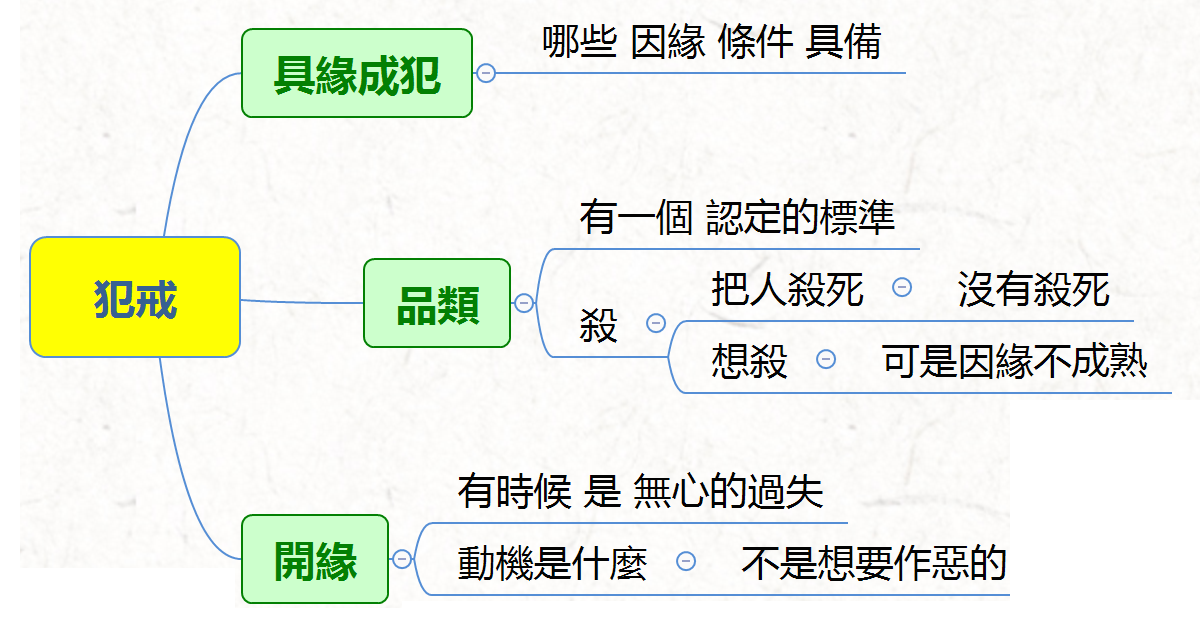 具緣成犯
哪些 因緣 條件 具備
犯戒
品類
有一個 認定的標準
殺
把人殺死
沒有殺死
想殺
可是因緣不成熟
開緣
有時候 是 無心的過失
動機是什麼
不是想要作惡的